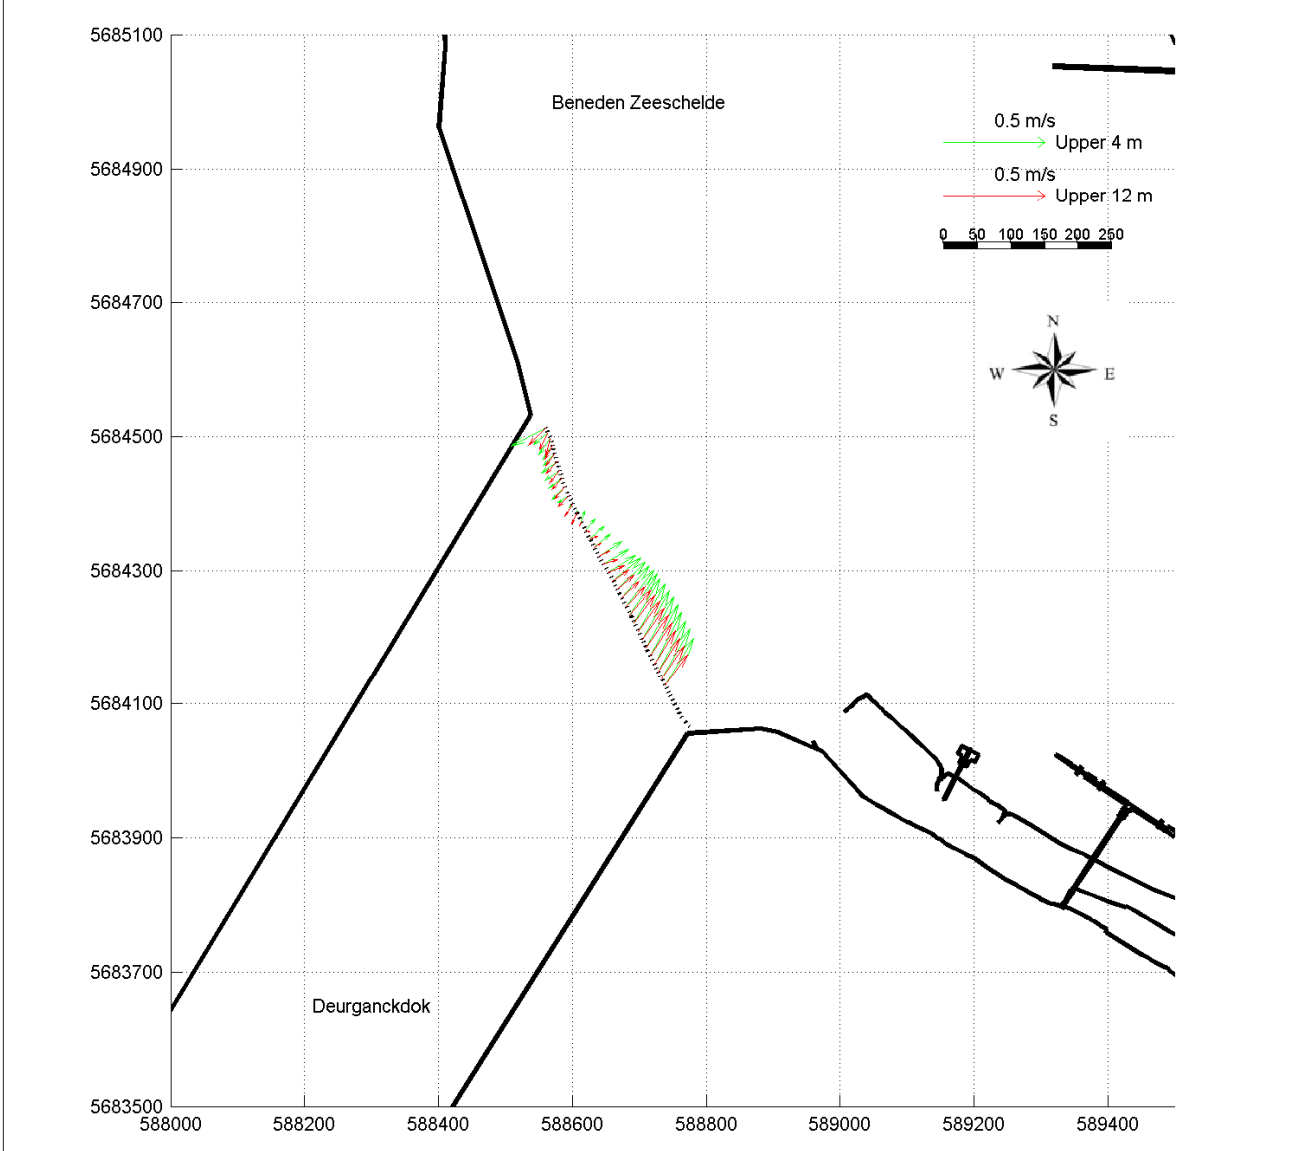 5685100
Beneden Zeeschelde
0.5 m/s
Upper 4 m
5684900
0.5 m/s
Upper 12 m
0 50 100 150 200 250
5684700
N
W E
S
5684500
5684300
5684100
5683900
5683700
Deurganckdok
5683500
588000 588200 588400 588600 588800 589000 589200 589400